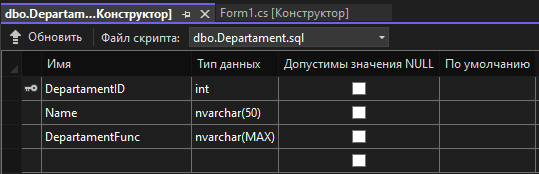 dbo.Departam...Конструктор] Form1.cs [Конструктор]
Обновить Файл скрипта: dbo.Departament.sql
Имя Тип данных Допустимы значения NULL По умолчанию
DepartamentID int
Name nvarchar(50)
DepartamentFunc nvarchar(MAX)